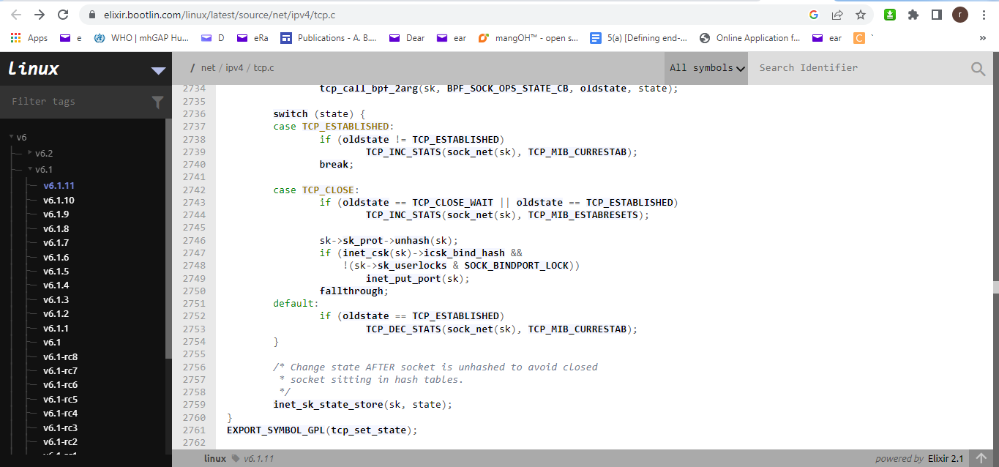 elixir.bootlin.com/linux/latest/source/net/ipv4/tcp.c
G
r
Apps
e
WHO | mhGAP Hu...
D
eRa
Publications - A. B....
Dear
ear
mangOH™ - open s...
5(a) [Defining end-...
Online Application f...
ear
C
`
»
linux
/ net / ipv4 / tcp.c
All symbols
Search Identifier
Filter tags
v6
v6.2
v6.1
v6.1.11
v6.1.10
v6.1.9
v6.1.8
v6.1.7
v6.1.6
v6.1.5
v6.1.4
v6.1.3
v6.1.2
v6.1.1
v6.1
v6.1-rc8
v6.1-rc7
v6.1-rc6
v6.1-rc5
v6.1-rc4
v6.1-rc3
v6.1-rc2
v6.1-rc1
2734 tcp_call_bpf_2arg(sk, BPF_SOCK_OPS_STATE_CB, oldstate, state);
2735
2736 switch (state) {
2737 case TCP_ESTABLISHED:
2738 if (oldstate != TCP_ESTABLISHED)
2739 TCP_INC_STATS(sock_net(sk), TCP_MIB_CURRESTAB);
2740 break;
2741
2742 case TCP_CLOSE:
2743 if (oldstate == TCP_CLOSE_WAIT || oldstate == TCP_ESTABLISHED)
2744 TCP_INC_STATS(sock_net(sk), TCP_MIB_ESTABRESETS);
2745
2746 sk->sk_prot->unhash(sk);
2747 if (inet_csk(sk)->icsk_bind_hash &&
2748 !(sk->sk_userlocks & SOCK_BINDPORT_LOCK))
2749 inet_put_port(sk);
2750 fallthrough;
2751 default:
2752 if (oldstate == TCP_ESTABLISHED)
2753 TCP_DEC_STATS(sock_net(sk), TCP_MIB_CURRESTAB);
2754 }
2755
2756 /* Change state AFTER socket is unhashed to avoid closed
2757 * socket sitting in hash tables.
2758 */
2759 inet_sk_state_store(sk, state);
2760 }
2761 EXPORT_SYMBOL_GPL(tcp_set_state);
2762
linux v6.1.11
powered by Elixir 2.1